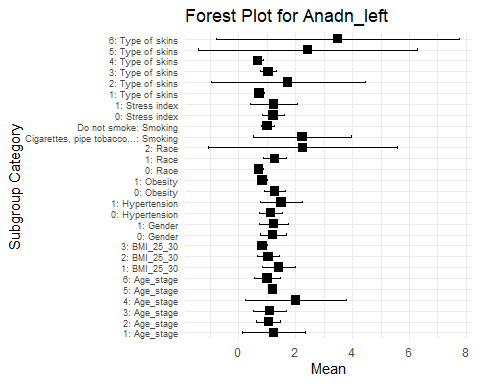 Forest Plot for Anadn_left
Subgroup Category
6: Type of skins
5: Type of skins
4: Type of skins
3: Type of skins
2: Type of skins
1: Type of skins
1: Stress index
0: Stress index
Do not smoke: Smoking
Cigarettes, pipe tobacco...: Smoking
2: Race
1: Race
0: Race
1: Obesity
0: Obesity
1: Hypertension
0: Hypertension
1: Gender
0: Gender
3: BMI_25_30
2: BMI_25_30
1: BMI_25_30
6: Age_stage
5: Age_stage
4: Age_stage
3: Age_stage
2: Age_stage
1: Age_stage
0 2 4 6 8
Mean